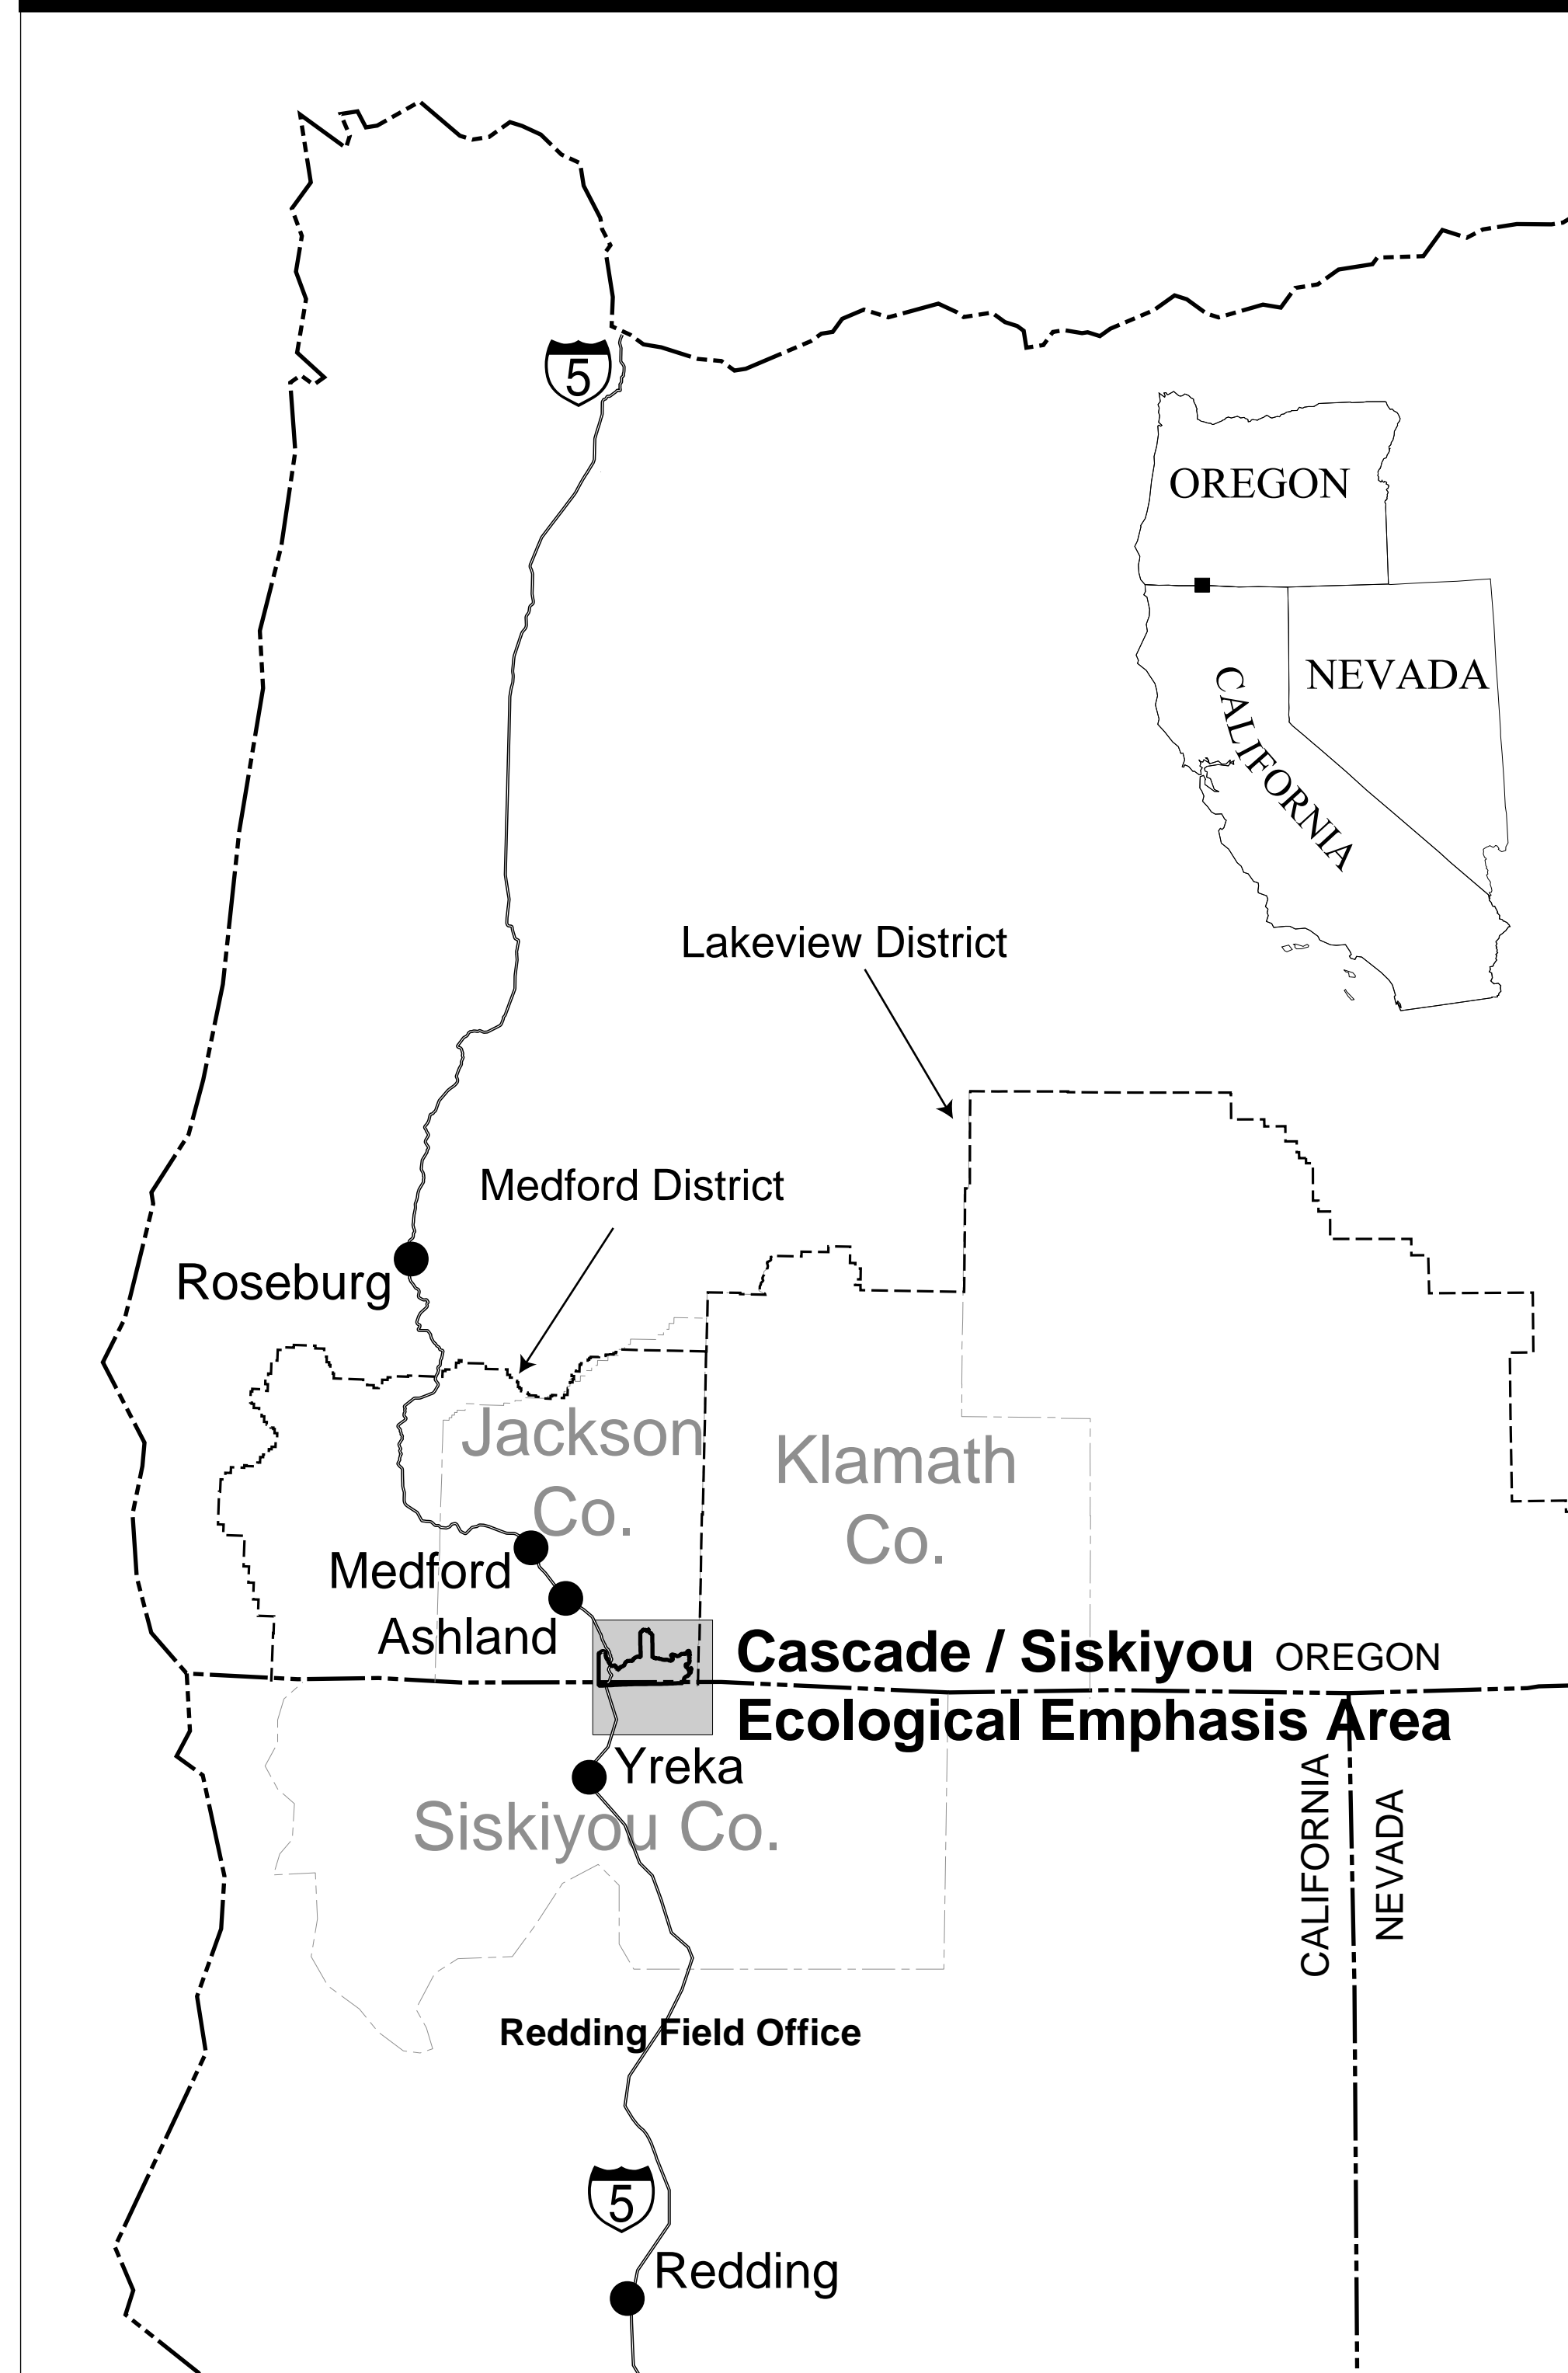 5
OREGON
NEVADA
CALIFORNIA
Lakeview District
Medford District
Roseburg
Jackson
Co.
Klamath
Co.
Medford
Ashland
Cascade / Siskiyou OREGON
Ecological Emphasis Area
Yreka
CALIFORNIA
NEVADA
Siskiyou Co.
Redding Field Office
5
Redding